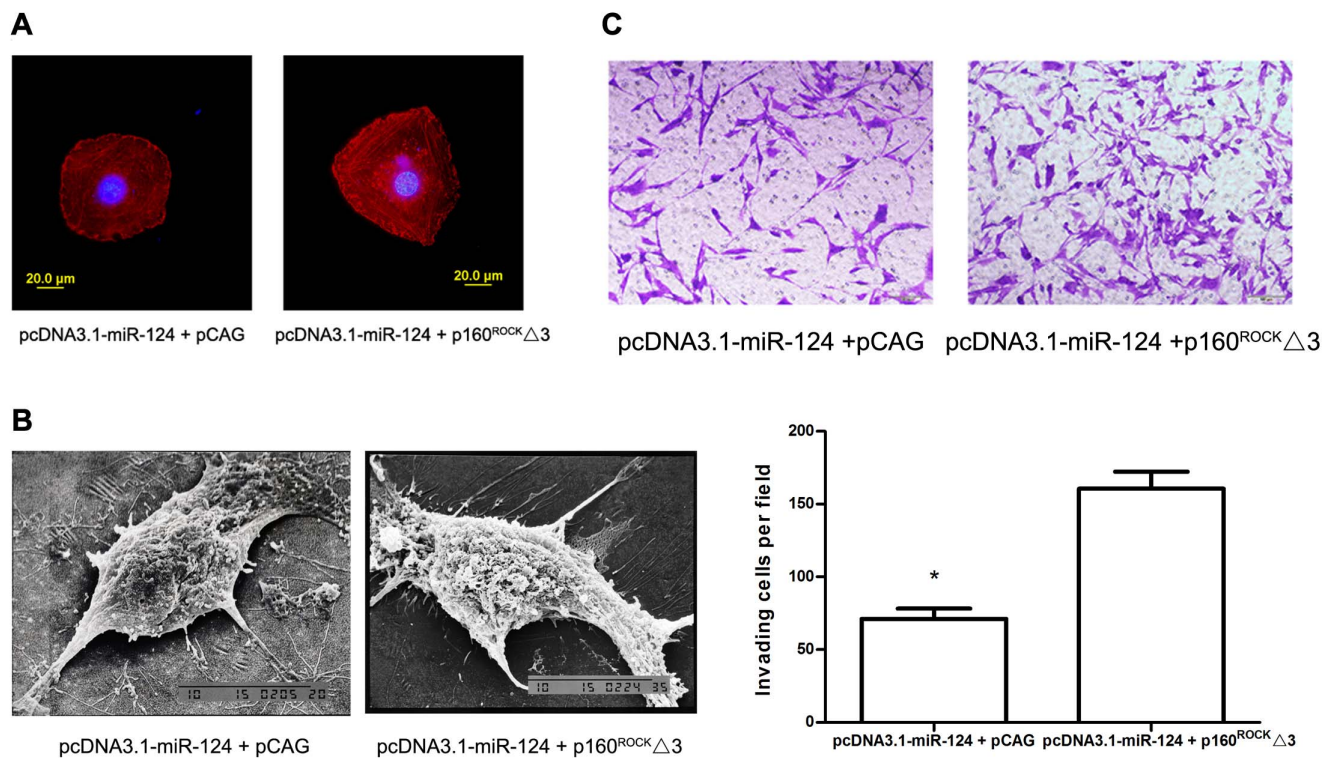 A
20.0 µm
20.0 µm
pcDNA3.1-miR-124 + pCAG
pcDNA3.1-miR-124 + p160ROCK△3
B
10 15 0205 20
10 15 0224 35
pcDNA3.1-miR-124 + pCAG
pcDNA3.1-miR-124 + p160ROCK△3
C
pcDNA3.1-miR-124 +pCAG
pcDNA3.1-miR-124 +p160ROCK△3
Invading cells per field
200
150
100
50
0
*
pcDNA3.1-miR-124 + pCAG
pcDNA3.1-miR-124 + p160ROCK△3